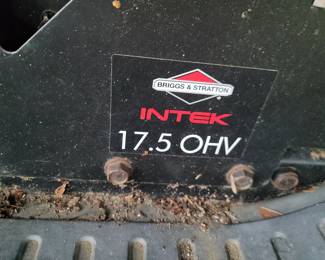 BRIGGS & STRATTON
INTEK
17.5 OHV